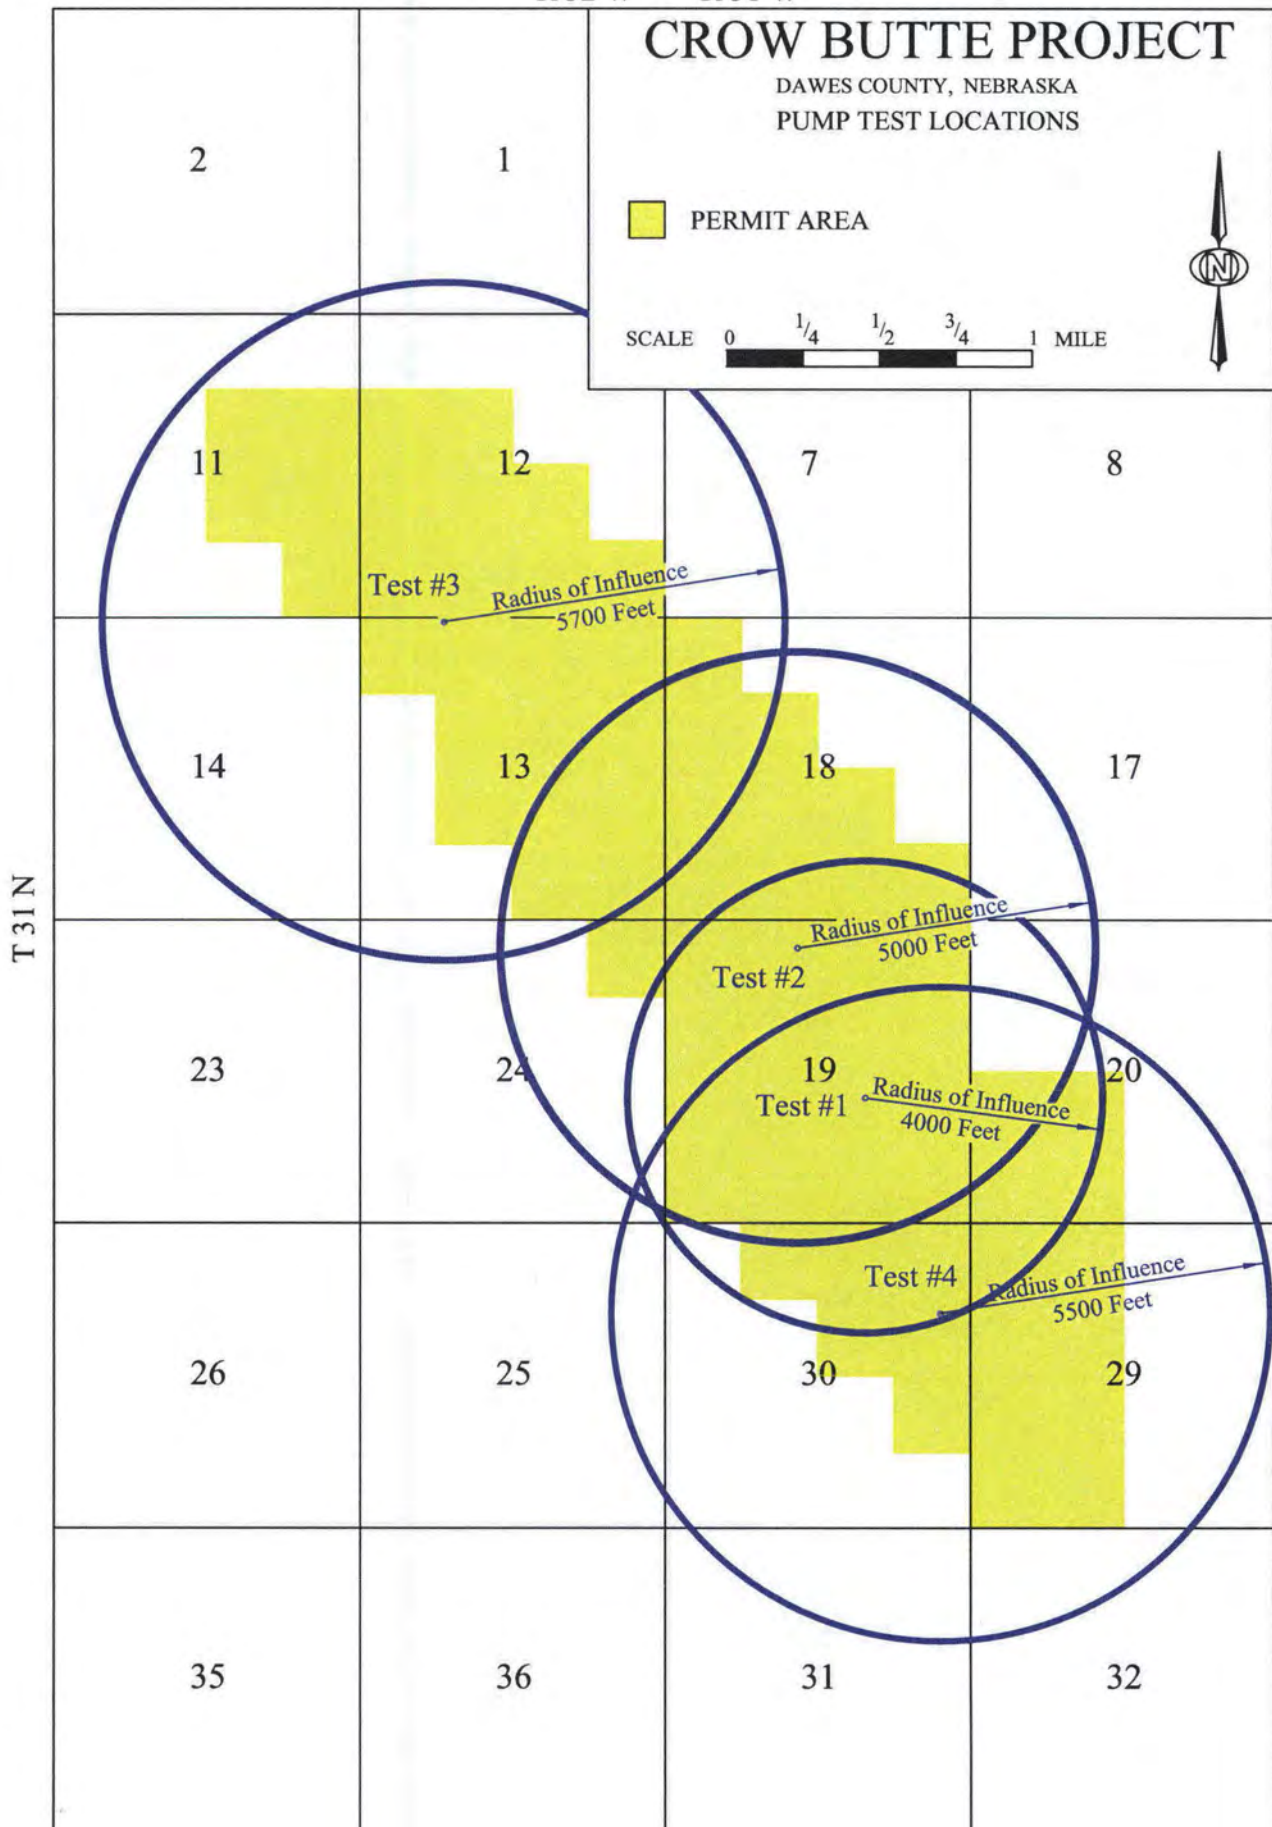 CROW BUTTE PROJECT
DAWES COUNTY, NEBRASKA
PUMP TEST LOCATIONS
PERMIT AREA
N
SCALE 0 1/4 1/2 3/4 1 MILE
2 1
11 12 7 8
Test #3
Radius of Influence
5700 Feet
14 13 18 17
T 31 N
Radius of Influence
5000 Feet
Test #2
23 24 19 20
Test #1
Radius of Influence
4000 Feet
Test #4
Radius of Influence
5500 Feet
26 25 30 29
35 36 31 32